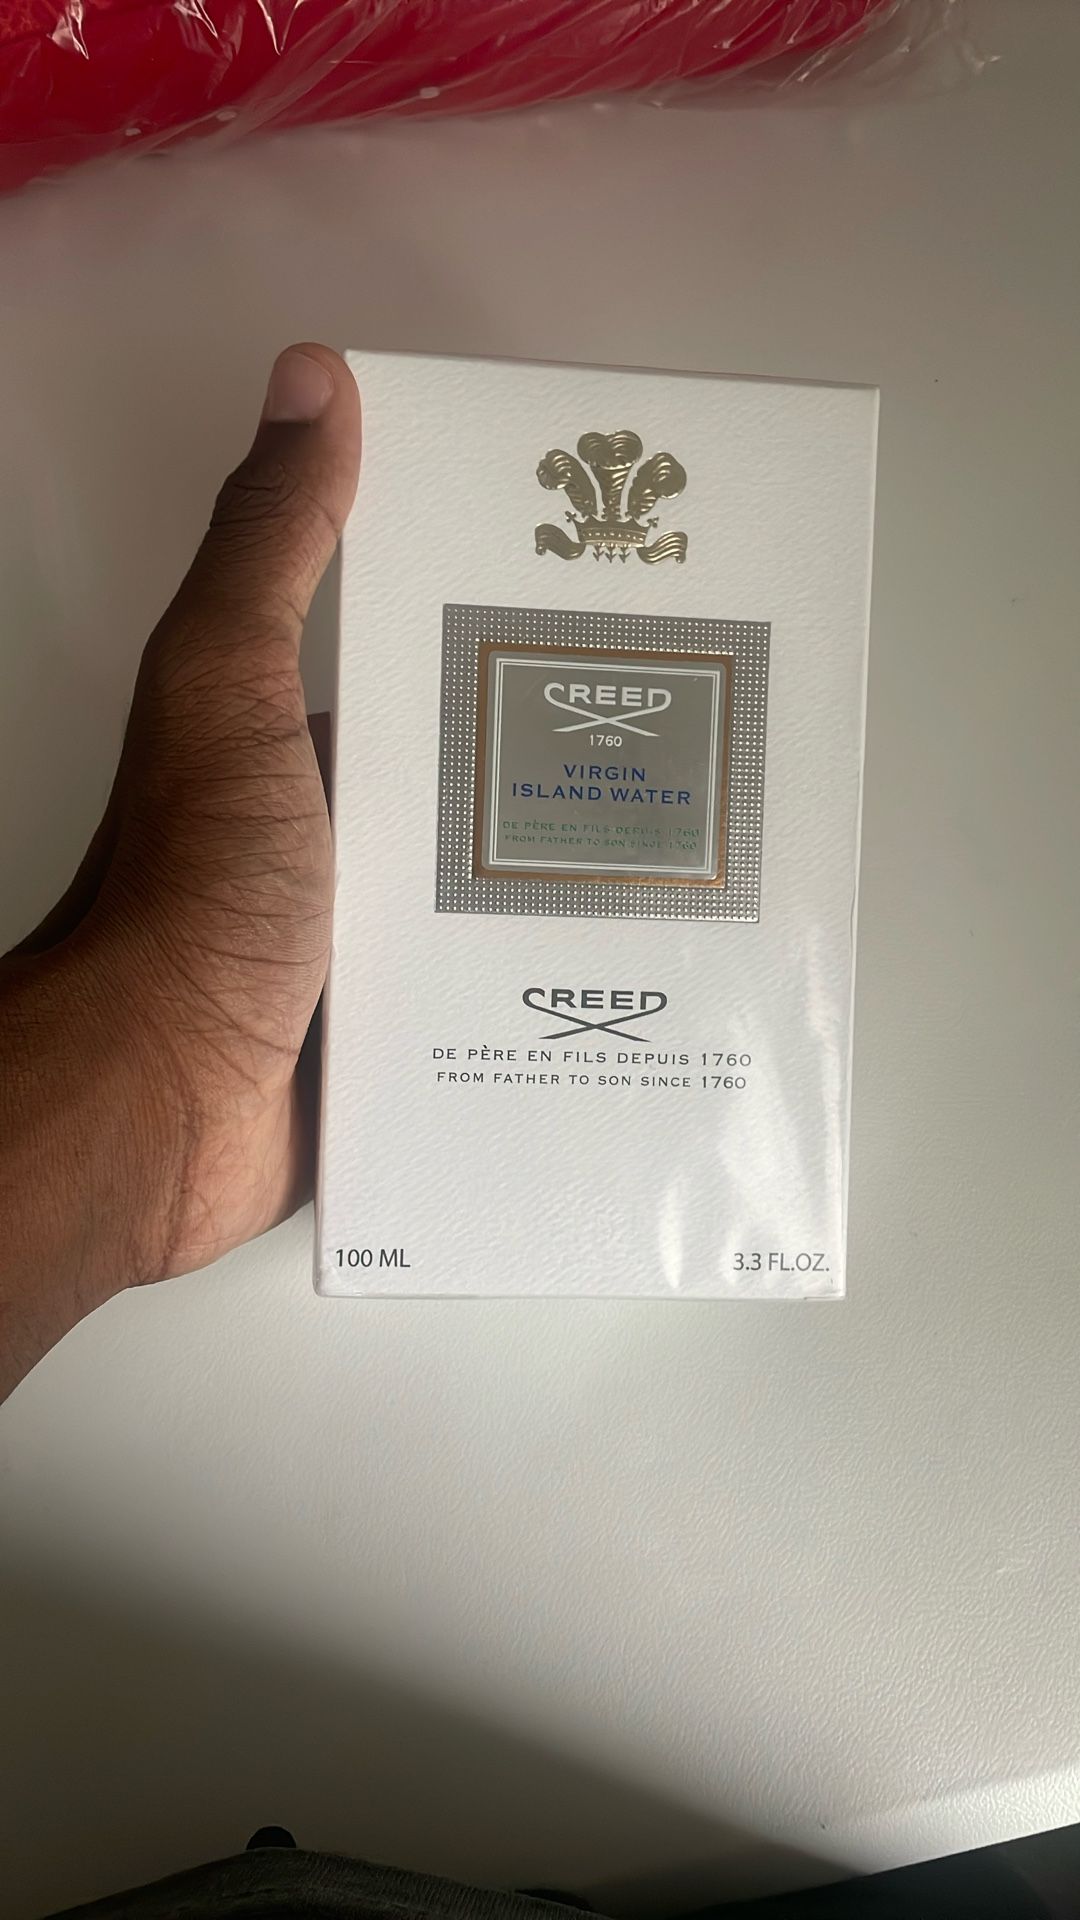 CREED
1760
VIRGIN
ISLAND WATER
DE PÈRE EN FILS DEPUIS 1760
FROM FATHER TO SON SINCE 1760
CREED
DE PÈRE EN FILS DEPUIS 1760
FROM FATHER TO SON SINCE 1760
100 ML
3.3 FL.OZ.